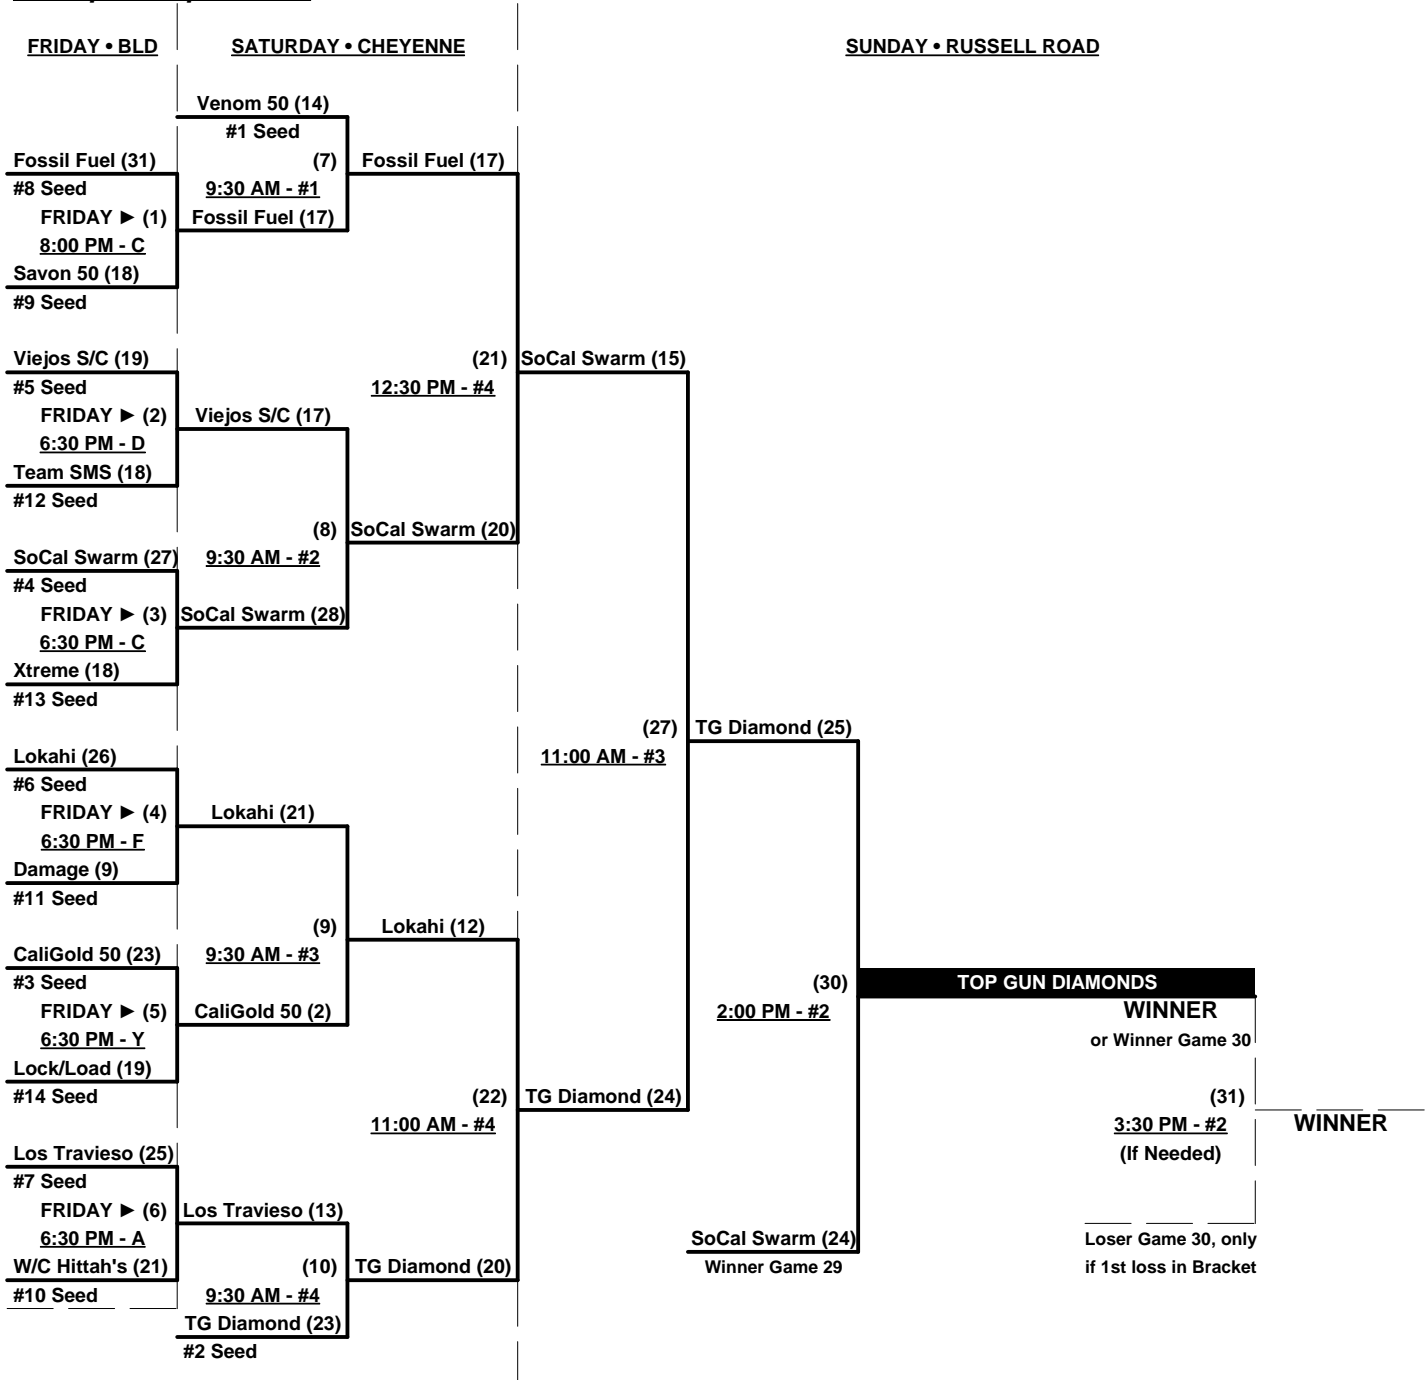 FRIDAY • BLD
SATURDAY • CHEYENNE
SUNDAY • RUSSELL ROAD
Venom 50 (14)
#1 Seed
Fossil Fuel (31)
(7)
Fossil Fuel (17)
#8 Seed
9:30 AM - #1
FRIDAY ► (1)
Fossil Fuel (17)
8:00 PM - C
Savon 50 (18)
#9 Seed
Viejos S/C (19)
(21)
SoCal Swarm (15)
#5 Seed
12:30 PM - #4
FRIDAY ► (2)
Viejos S/C (17)
6:30 PM - D
Team SMS (18)
#12 Seed
(8)
SoCal Swarm (20)
SoCal Swarm (27)
9:30 AM - #2
#4 Seed
FRIDAY ► (3)
SoCal Swarm (28)
6:30 PM - C
Xtreme (18)
#13 Seed
(27)
TG Diamond (25)
Lokahi (26)
11:00 AM - #3
#6 Seed
FRIDAY ► (4)
Lokahi (21)
6:30 PM - F
Damage (9)
#11 Seed
(9)
Lokahi (12)
CaliGold 50 (23)
9:30 AM - #3
#3 Seed
(30)
TOP GUN DIAMONDS
FRIDAY ► (5)
CaliGold 50 (2)
2:00 PM - #2
WINNER
6:30 PM - Y
or Winner Game 30
Lock/Load (19)
#14 Seed
(22)
TG Diamond (24)
(31)
11:00 AM - #4
3:30 PM - #2
WINNER
Los Travieso (25)
(If Needed)
#7 Seed
FRIDAY ► (6)
Los Travieso (13)
6:30 PM - A
SoCal Swarm (24)
Loser Game 30, only
W/C Hittah's (21)
(10)
TG Diamond (20)
Winner Game 29
if 1st loss in Bracket
#10 Seed
9:30 AM - #4
TG Diamond (23)
#2 Seed